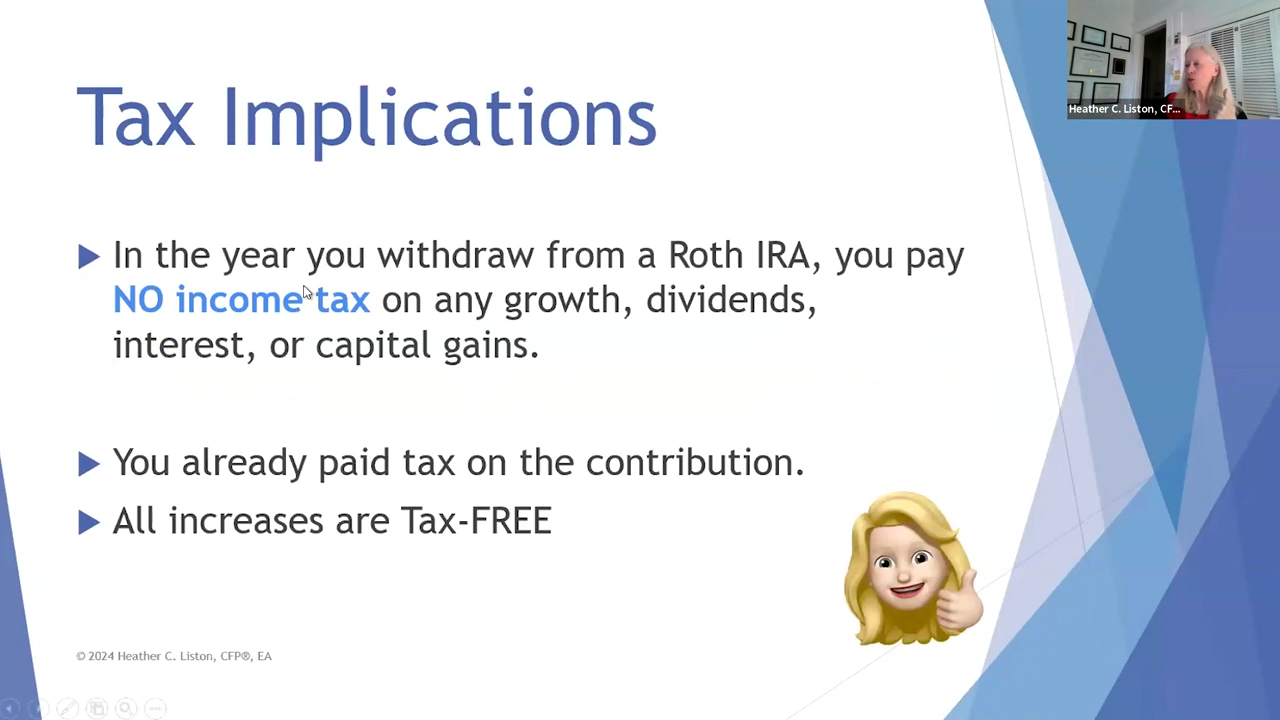 Heather C. Liston, CF...
Tax Implications
In the year you withdraw from a Roth IRA, you pay
NO income tax on any growth, dividends,
interest, or capital gains.
You already paid tax on the contribution.
All increases are Tax-FREE
© 2024 Heather C. Liston, CFP®, EA